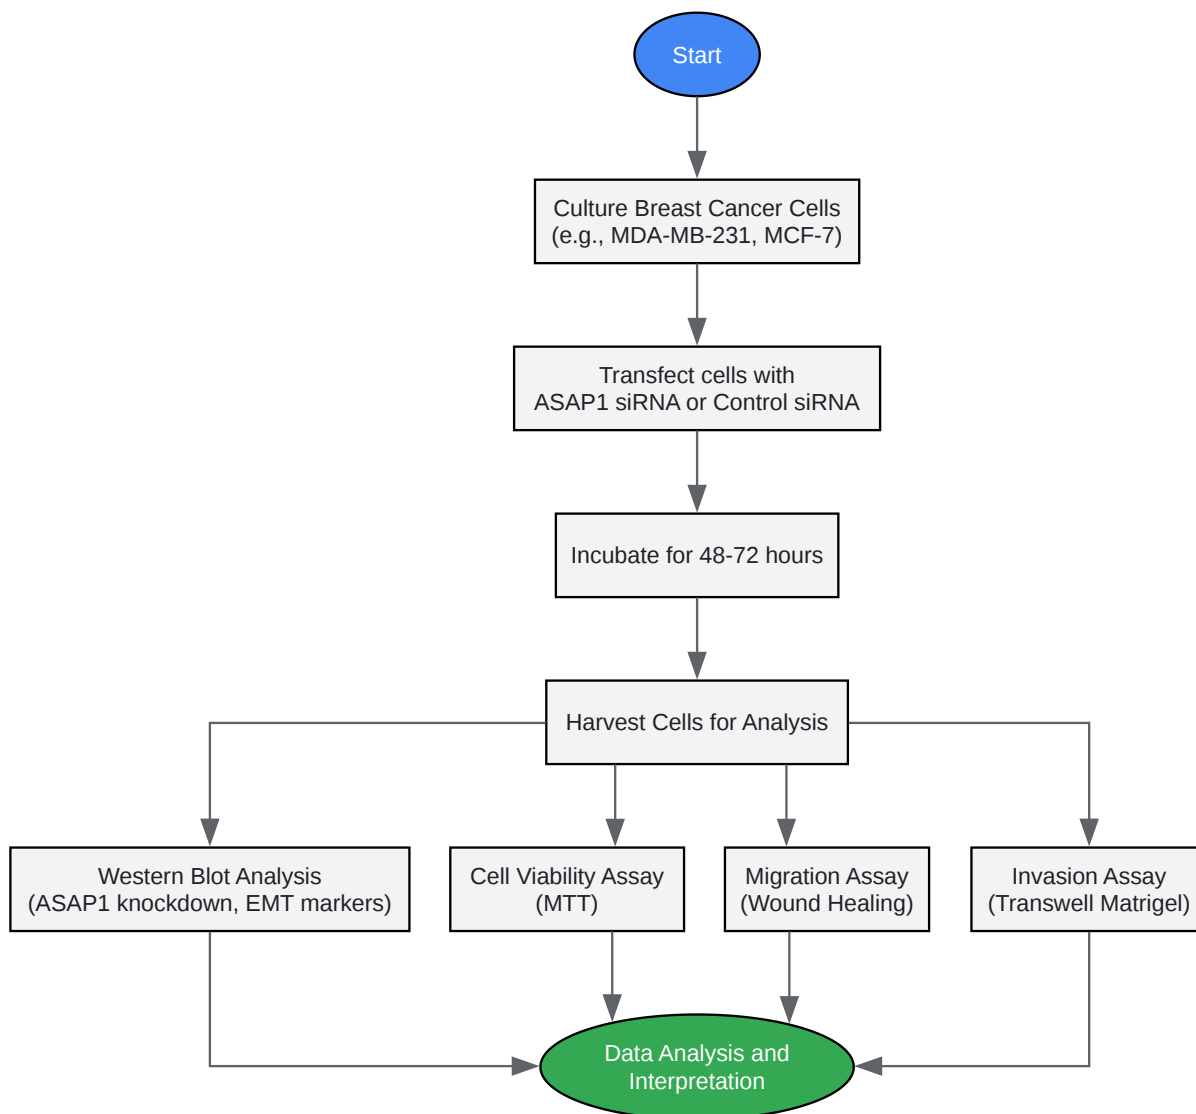 Start
Culture Breast Cancer Cells
(e.g., MDA-MB-231, MCF-7)
Transfect cells with
ASAP1 siRNA or Control siRNA
Incubate for 48-72 hours
Harvest Cells for Analysis
Western Blot Analysis
(ASAP1 knockdown, EMT markers)
Cell Viability Assay
(MTT)
Migration Assay
(Wound Healing)
Invasion Assay
(Transwell Matrigel)
Data Analysis and
Interpretation